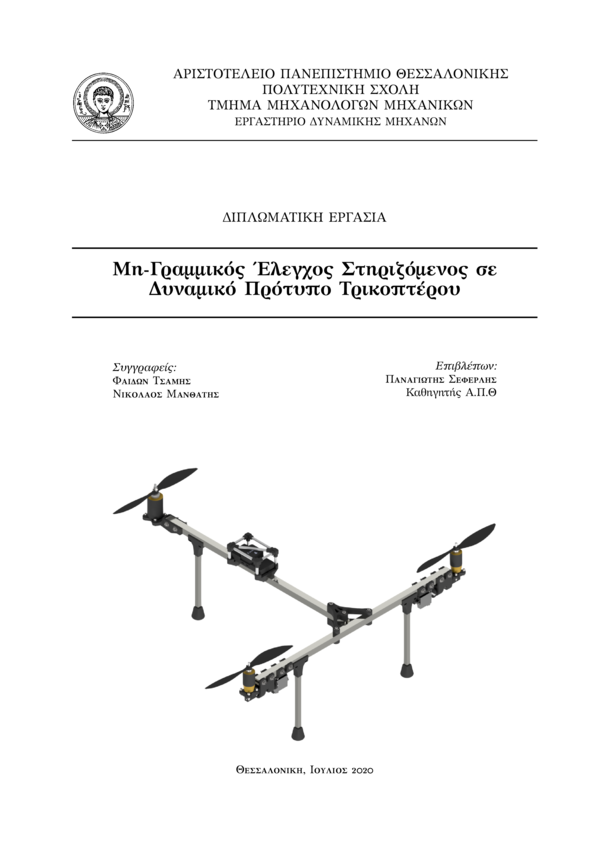 ΑΡΙΣΤΟΤΕΛΕΙΟ ΠΑΝΕΠΙΣΤΗΜΙΟ ΘΕΣΣΑΛΟΝΙΚΗΣ
ΠΟΛΥΤΕΧΝΙΚΗ ΣΧΟΛΗ
ΤΜΗΜΑ ΜΗΧΑΝΟΛΟΓΩΝ ΜΗΧΑΝΙΚΩΝ
ΕΡΓΑΣΤΗΡΙΟ ΔΥΝΑΜΙΚΗΣ ΜΗΧΑΝΩΝ
ΔΙΠΛΩΜΑΤΙΚΗ ΕΡΓΑΣΙΑ
Μη-Γραμμικός Έλεγχος Στηριζόμενος σε
Δυναμικό Πρότυπο Τρικοπτέρου
Συγγραφείς:
ΦΑΙΔΩΝ ΤΣΑΜΗΣ
ΝΙΚΟΛΑΟΣ ΜΑΝΘΑΤΗΣ
Επιβλέπων:
ΠΑΝΑΓΙΩΤΗΣ ΣΕΦΕΡΛΗΣ
Καθηγητής Α.Π.Θ
ΘΕΣΣΑΛΟΝΙΚΗ, ΙΟΥΛΙΟΣ 2020